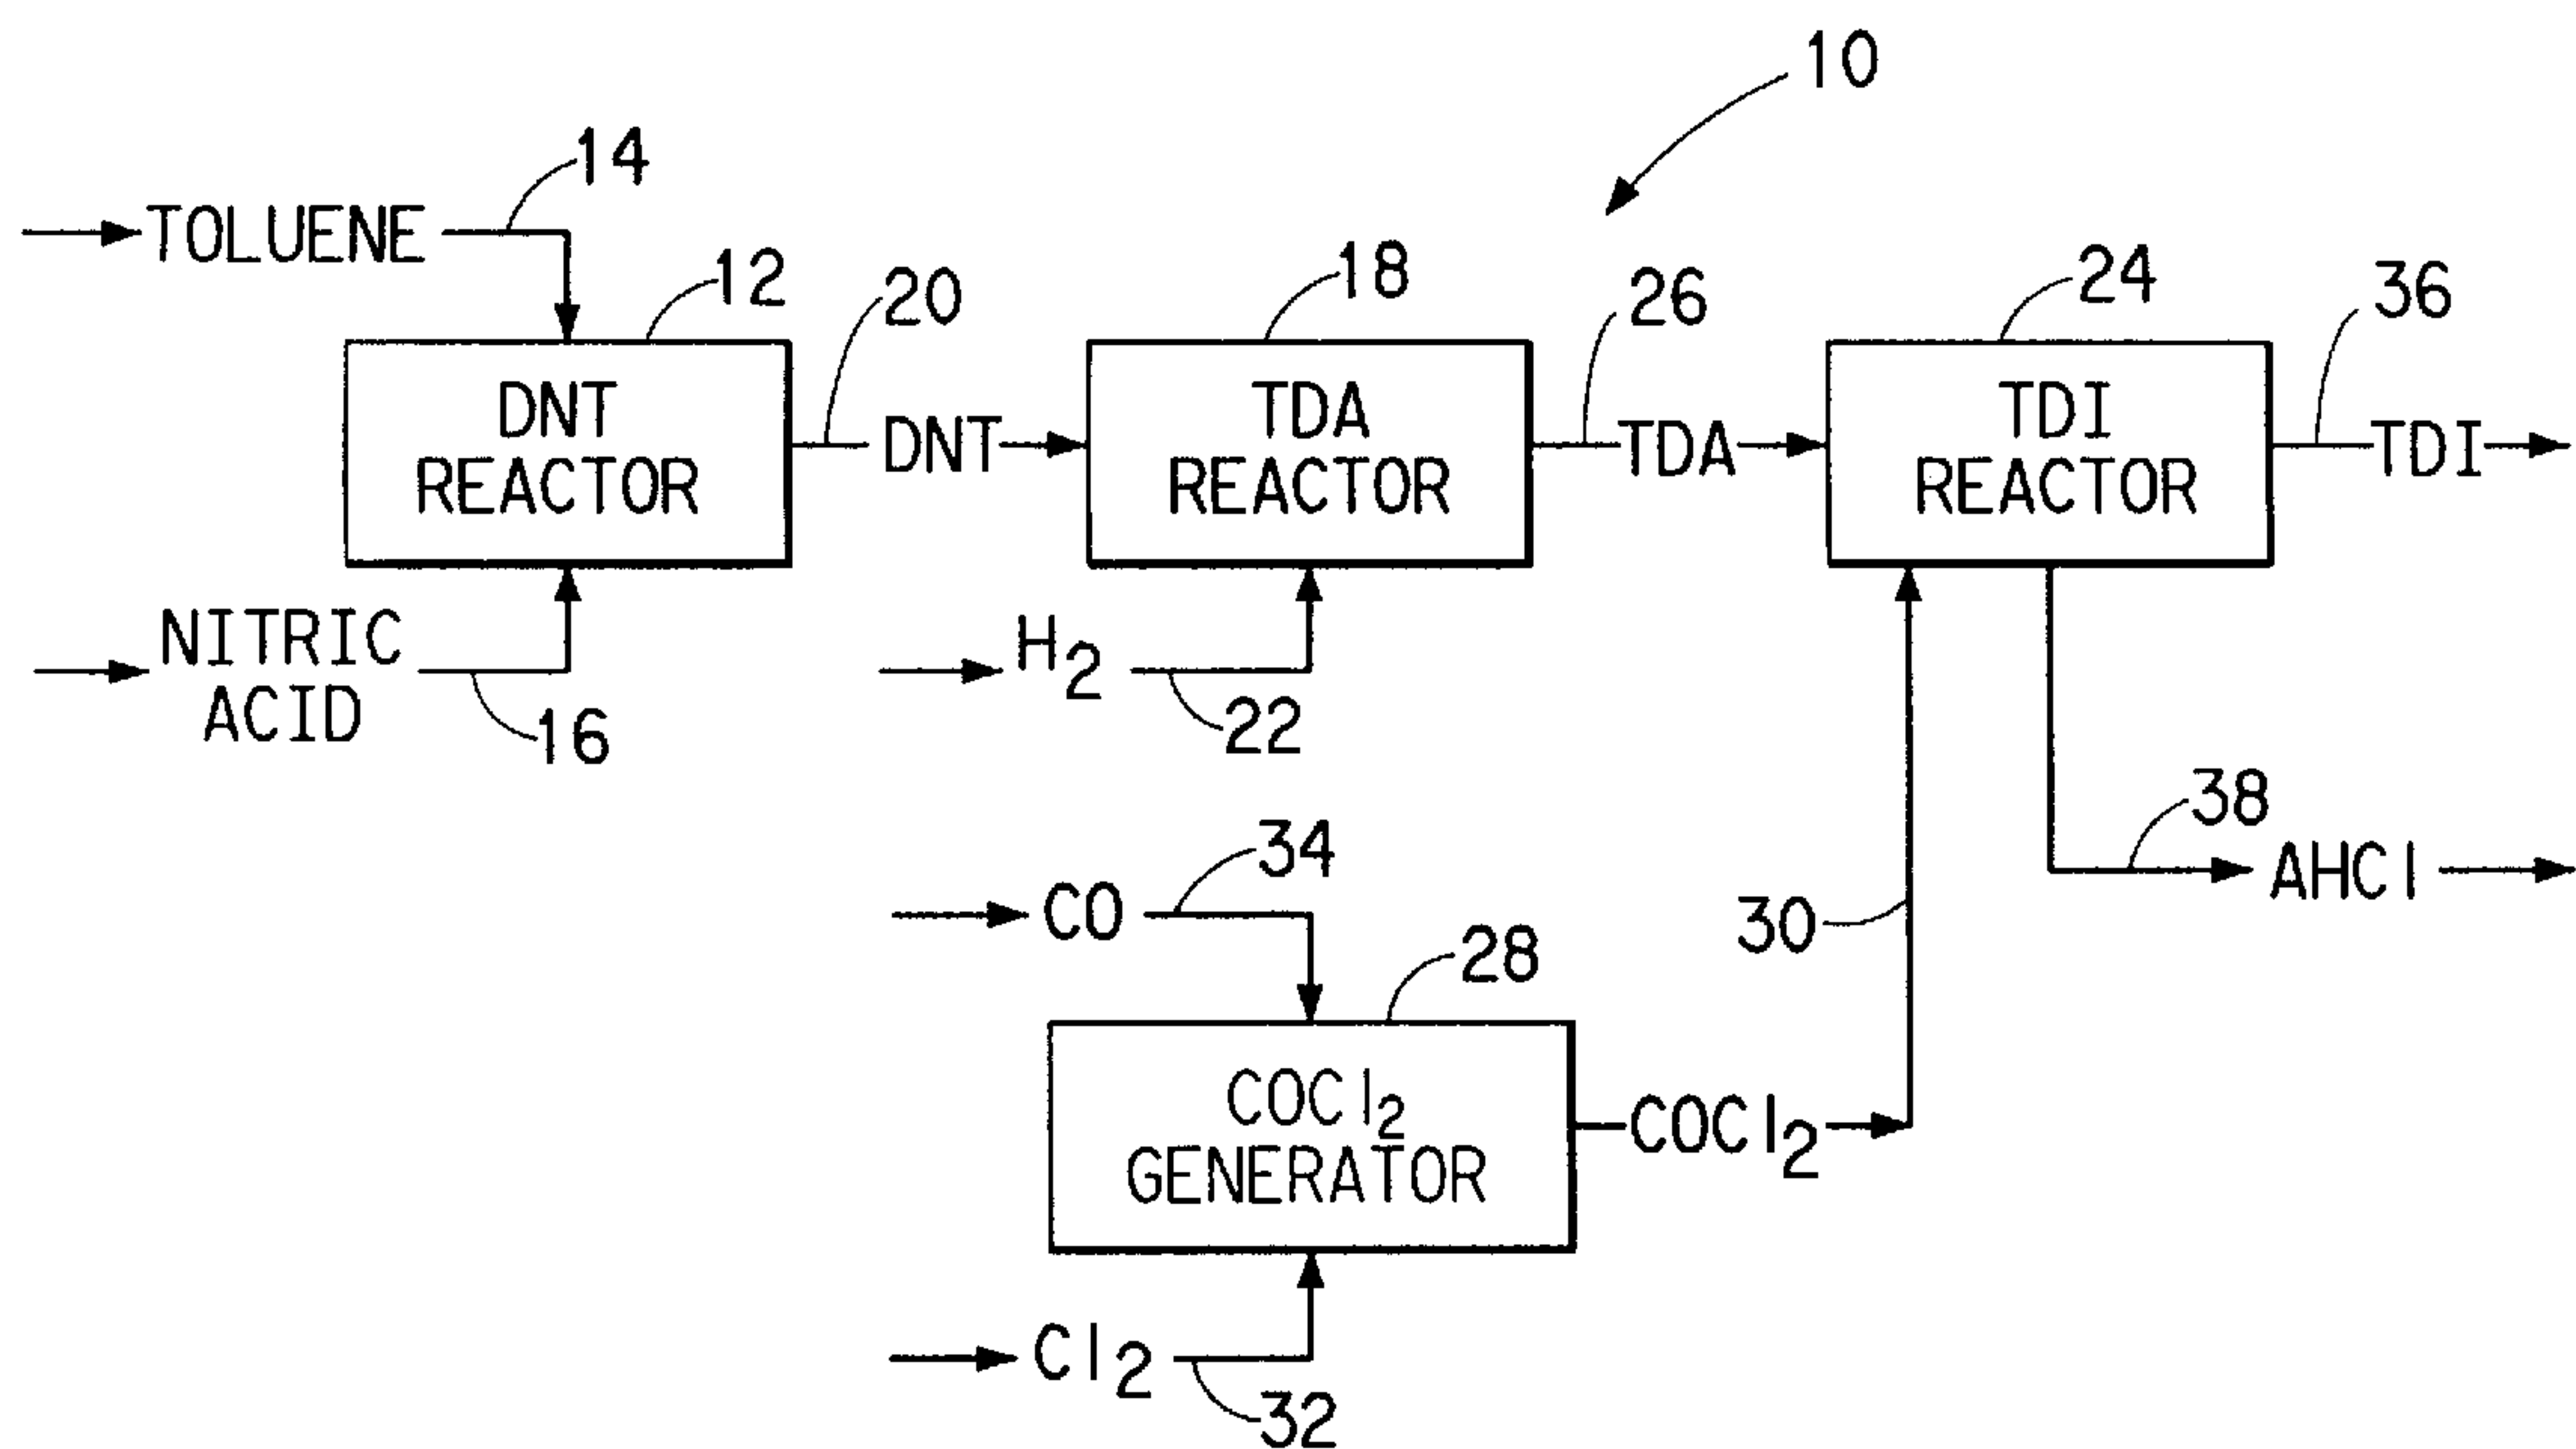 10
14
TOLUENE
12
20
18
26
24
36
DNT
REACTOR
DNT
TDA
REACTOR
TDA
TDI
REACTOR
TDI
NITRIC
ACID
16
H2
22
34
CO
38
AHCl
30
28
COCl2
GENERATOR
COCl2
Cl2
32